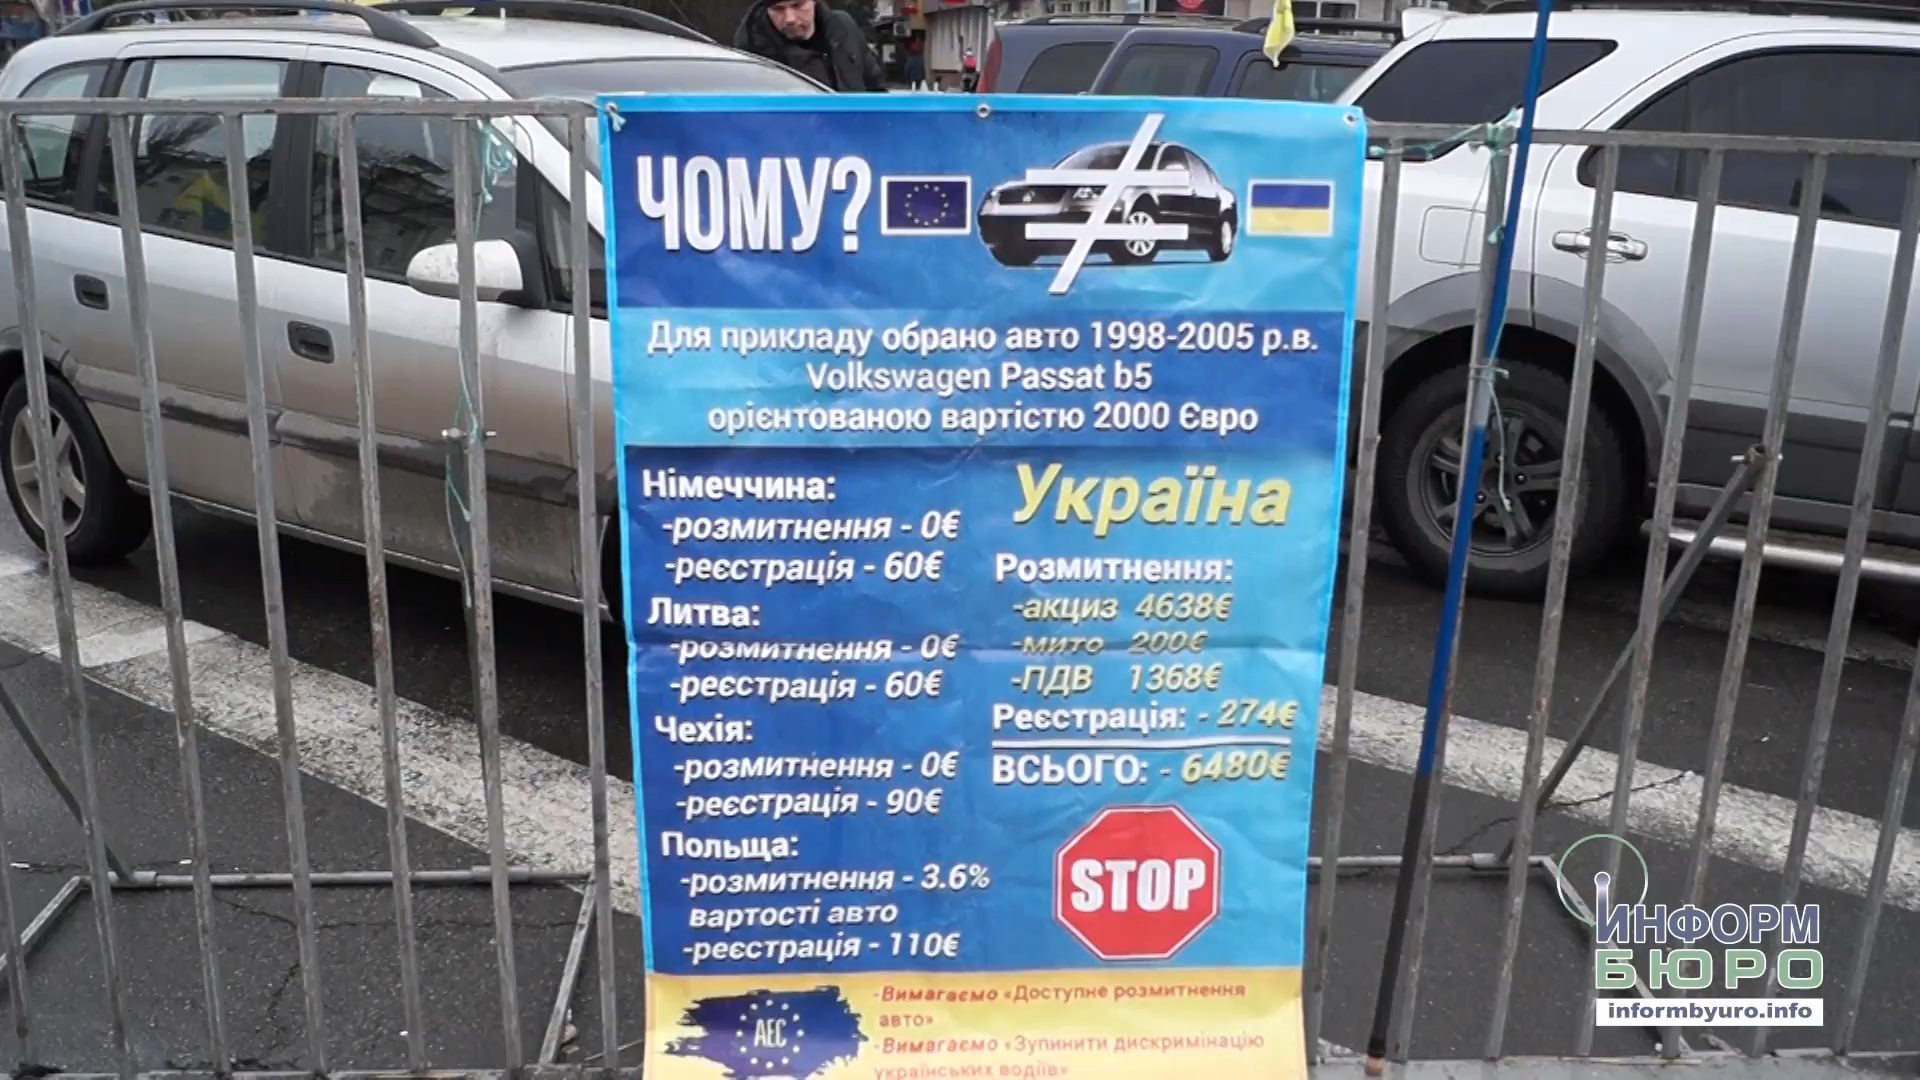 ЧОМУ?
Для прикладу обрано авто 1998-2005 р.в.
Volkswagen Passat b5
орієнтованою вартістю 2000 Євро
Німеччина:
-розмитнення - 0€
-реєстрація - 60€
Литва:
-розмитнення - 0€
-реєстрація - 60€
Чехія:
-розмитнення - 0€
-реєстрація - 90€
Польща:
-розмитнення - 3.6%
вартості авто
-реєстрація - 110€
Україна
Розмитнення:
-акциз 4638€
-мито 200€
-ПДВ 1368€
Реєстрація: - 274€
ВСЬОГО: - 6480€
STOP
АЕС
-Вимагаємо «Доступне розмитнення
авто»
-Вимагаємо «Зупинити дискримінацію
українських водіїв»
ИНФОРМ
БЮРО
informbyuro.info